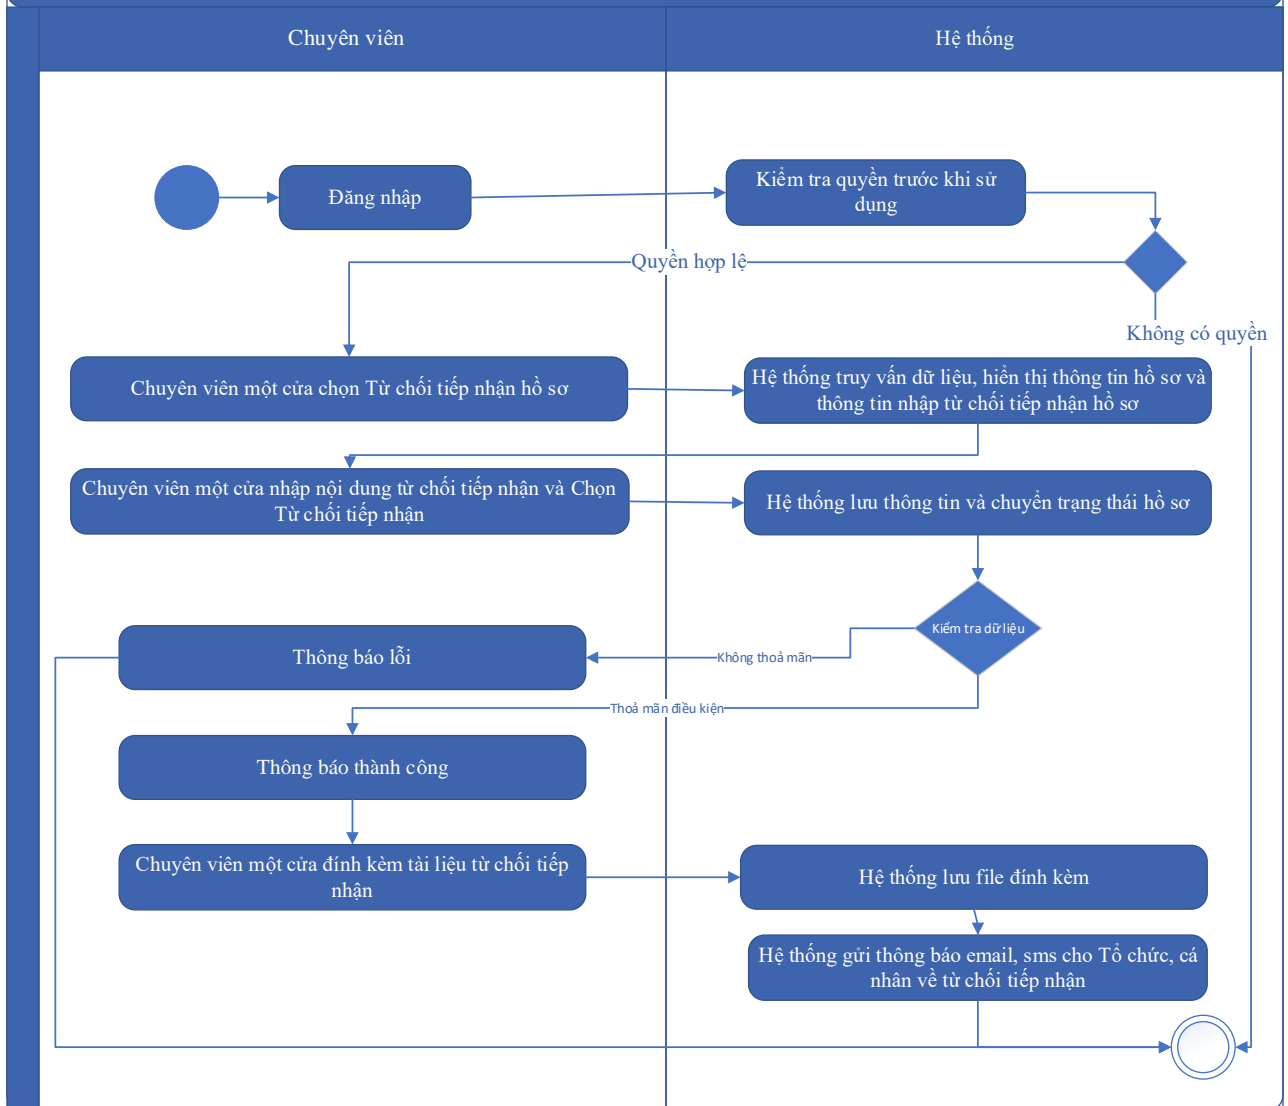 Chuyên viên
Hệ thống
Đăng nhập
Kiểm tra quyền trước khi sử
dụng
Quyền hợp lệ
Không có quyền
Chuyên viên một cửa chọn Từ chối tiếp nhận hồ sơ
Hệ thống truy vấn dữ liệu, hiển thị thông tin hồ sơ và
thông tin nhập từ chối tiếp nhận hồ sơ
Chuyên viên một cửa nhập nội dung từ chối tiếp nhận và Chọn
Từ chối tiếp nhận
Hệ thống lưu thông tin và chuyển trạng thái hồ sơ
Kiểm tra dữ liệu
Thông báo lỗi
Không thoả mãn
Thoả mãn điều kiện
Thông báo thành công
Chuyên viên một cửa đính kèm tài liệu từ chối tiếp
nhận
Hệ thống lưu file đính kèm
Hệ thống gửi thông báo email, sms cho Tổ chức, cá
nhân về từ chối tiếp nhận